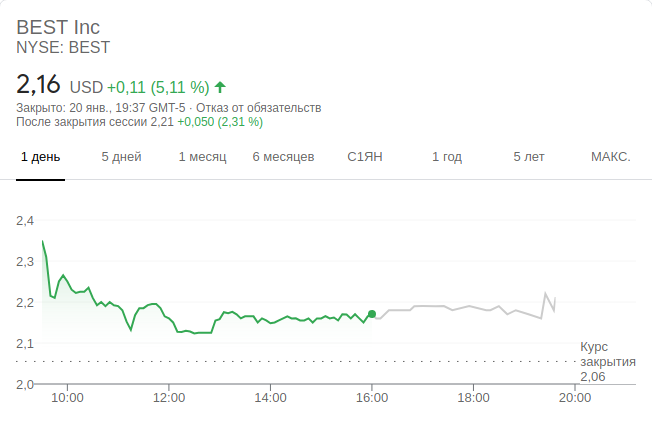 BEST Inc
NYSE: BEST
2,16 USD +0,11 (5,11 %)
Закрыто: 20 янв., 19:37 GMT-5 · Отказ от обязательств
После закрытия сессии 2,21 +0,050 (2,31 %)
1 день 5 дней 1 месяц 6 месяцев С1ЯН 1 год 5 лет МАКС.
2,4
2,3
2,2
2,1
2,0
Курс
закрытия
2,06
10:00 12:00 14:00 16:00 18:00 20:00